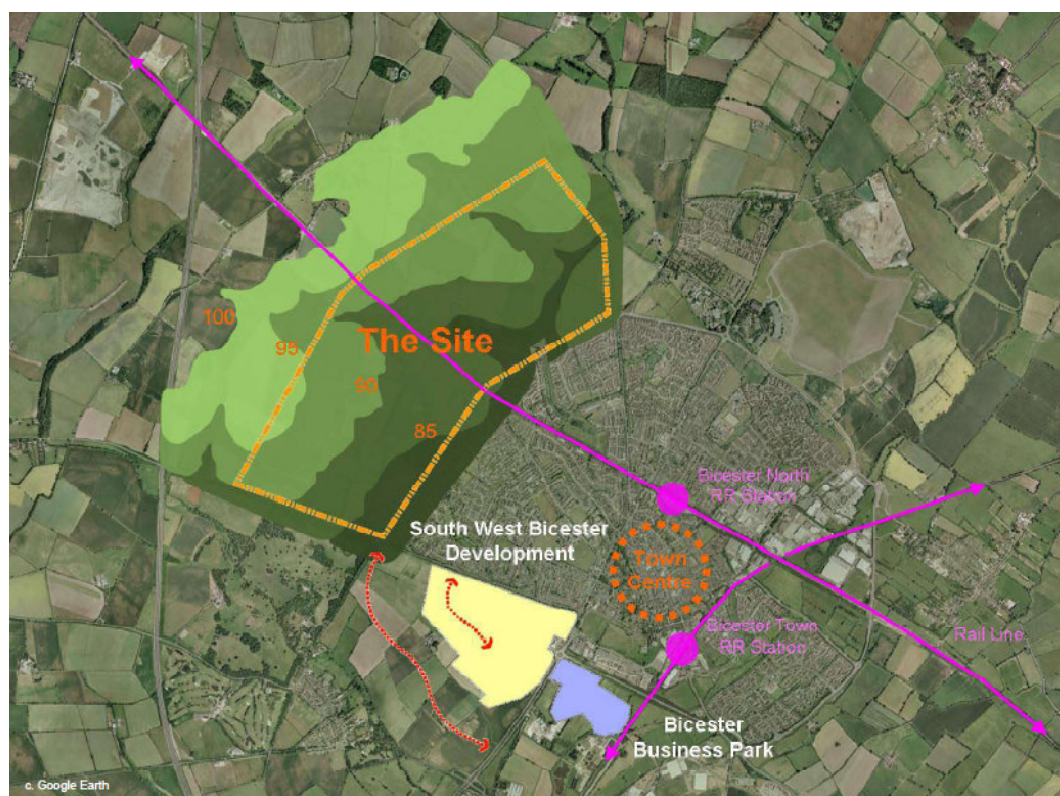 100
95
The Site
90
85
South West Bicester
Development
Bicester North
RR Station
Town
Centre
Bicester Town
RR Station
Rail Line
Bicester
Business Park
c. Google Earth